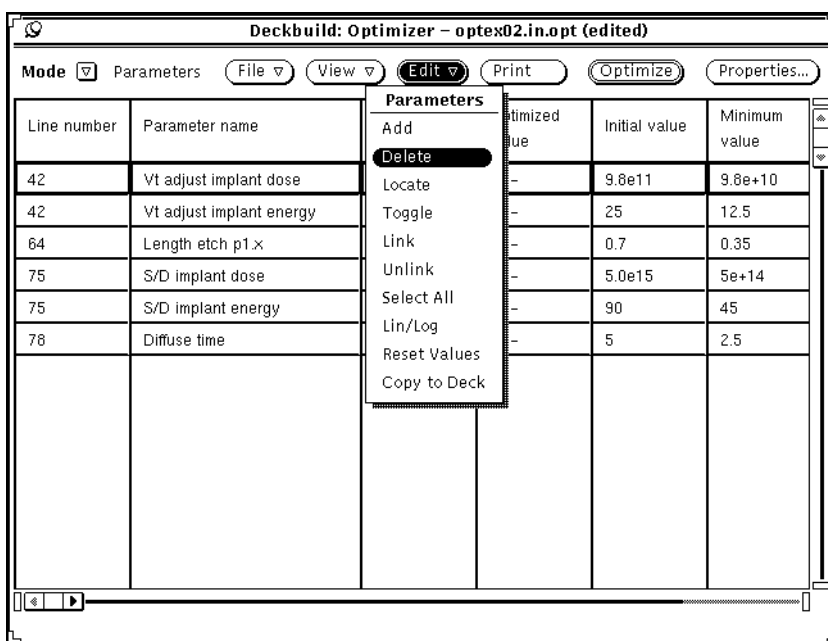 Deckbuild: Optimizer – optex02.in.opt (edited)
Mode Parameters File View Edit Print Optimize Properties...
Line number Parameter name timized lue Initial value Minimum value
42 Vt adjust implant dose – 9.8e11 9.8e+10
42 Vt adjust implant energy – 25 12.5
64 Length etch p1.x – 0.7 0.35
75 S/D implant dose – 5.0e15 5e+14
75 S/D implant energy – 90 45
78 Diffuse time – 5 2.5
Parameters
Add
Delete
Locate
Toggle
Link
Unlink
Select All
Lin/Log
Reset Values
Copy to Deck